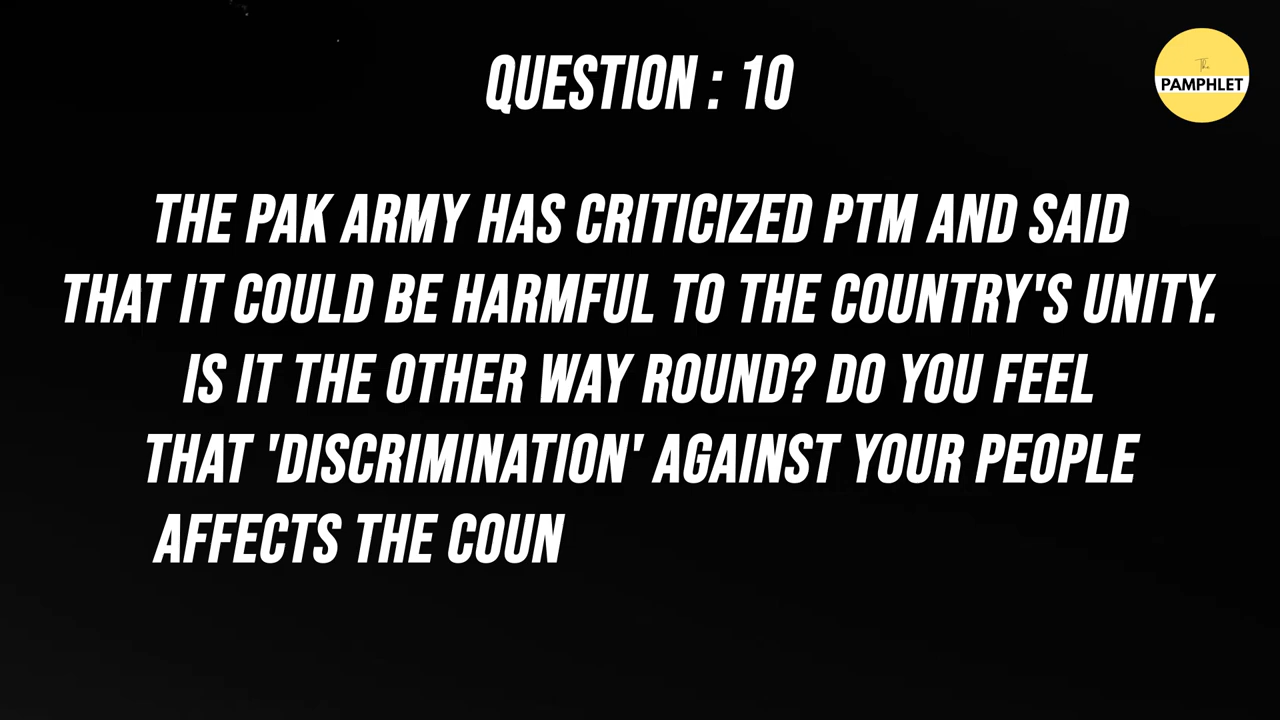 QUESTION : 10
The
PAMPHLET
THE PAK ARMY HAS CRITICIZED PTM AND SAID
THAT IT COULD BE HARMFUL TO THE COUNTRY'S UNITY.
IS IT THE OTHER WAY ROUND? DO YOU FEEL
THAT 'DISCRIMINATION' AGAINST YOUR PEOPLE
AFFECTS THE COUN